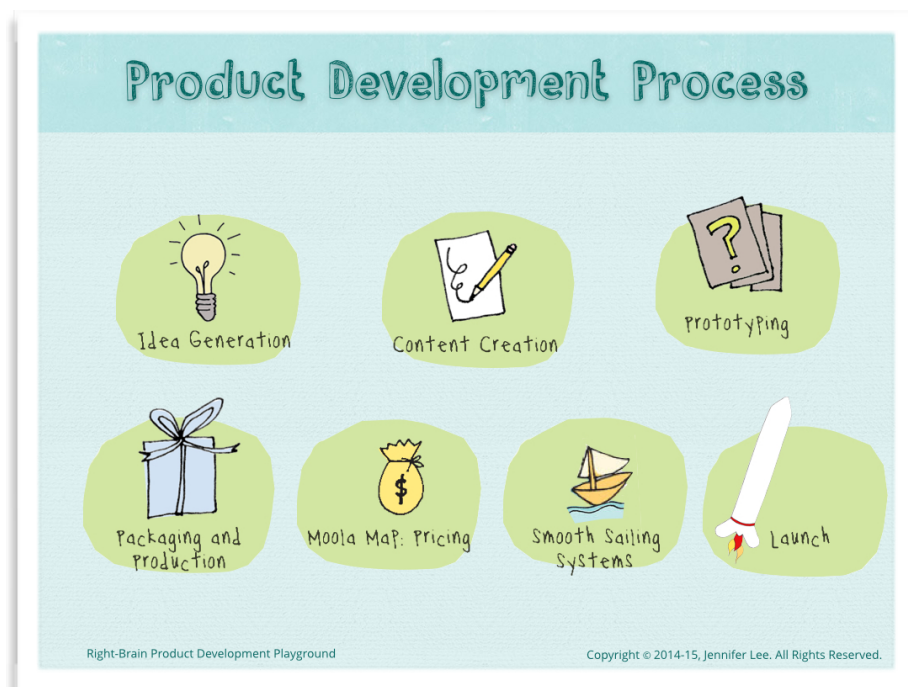 Product Development Process
Idea Generation
Content Creation
?
Prototyping
Packaging and
Production
$
Moola Map: Pricing
Smooth Sailing
Systems
Launch
Right-Brain Product Development Playground
Copyright © 2014-15, Jennifer Lee. All Rights Reserved.